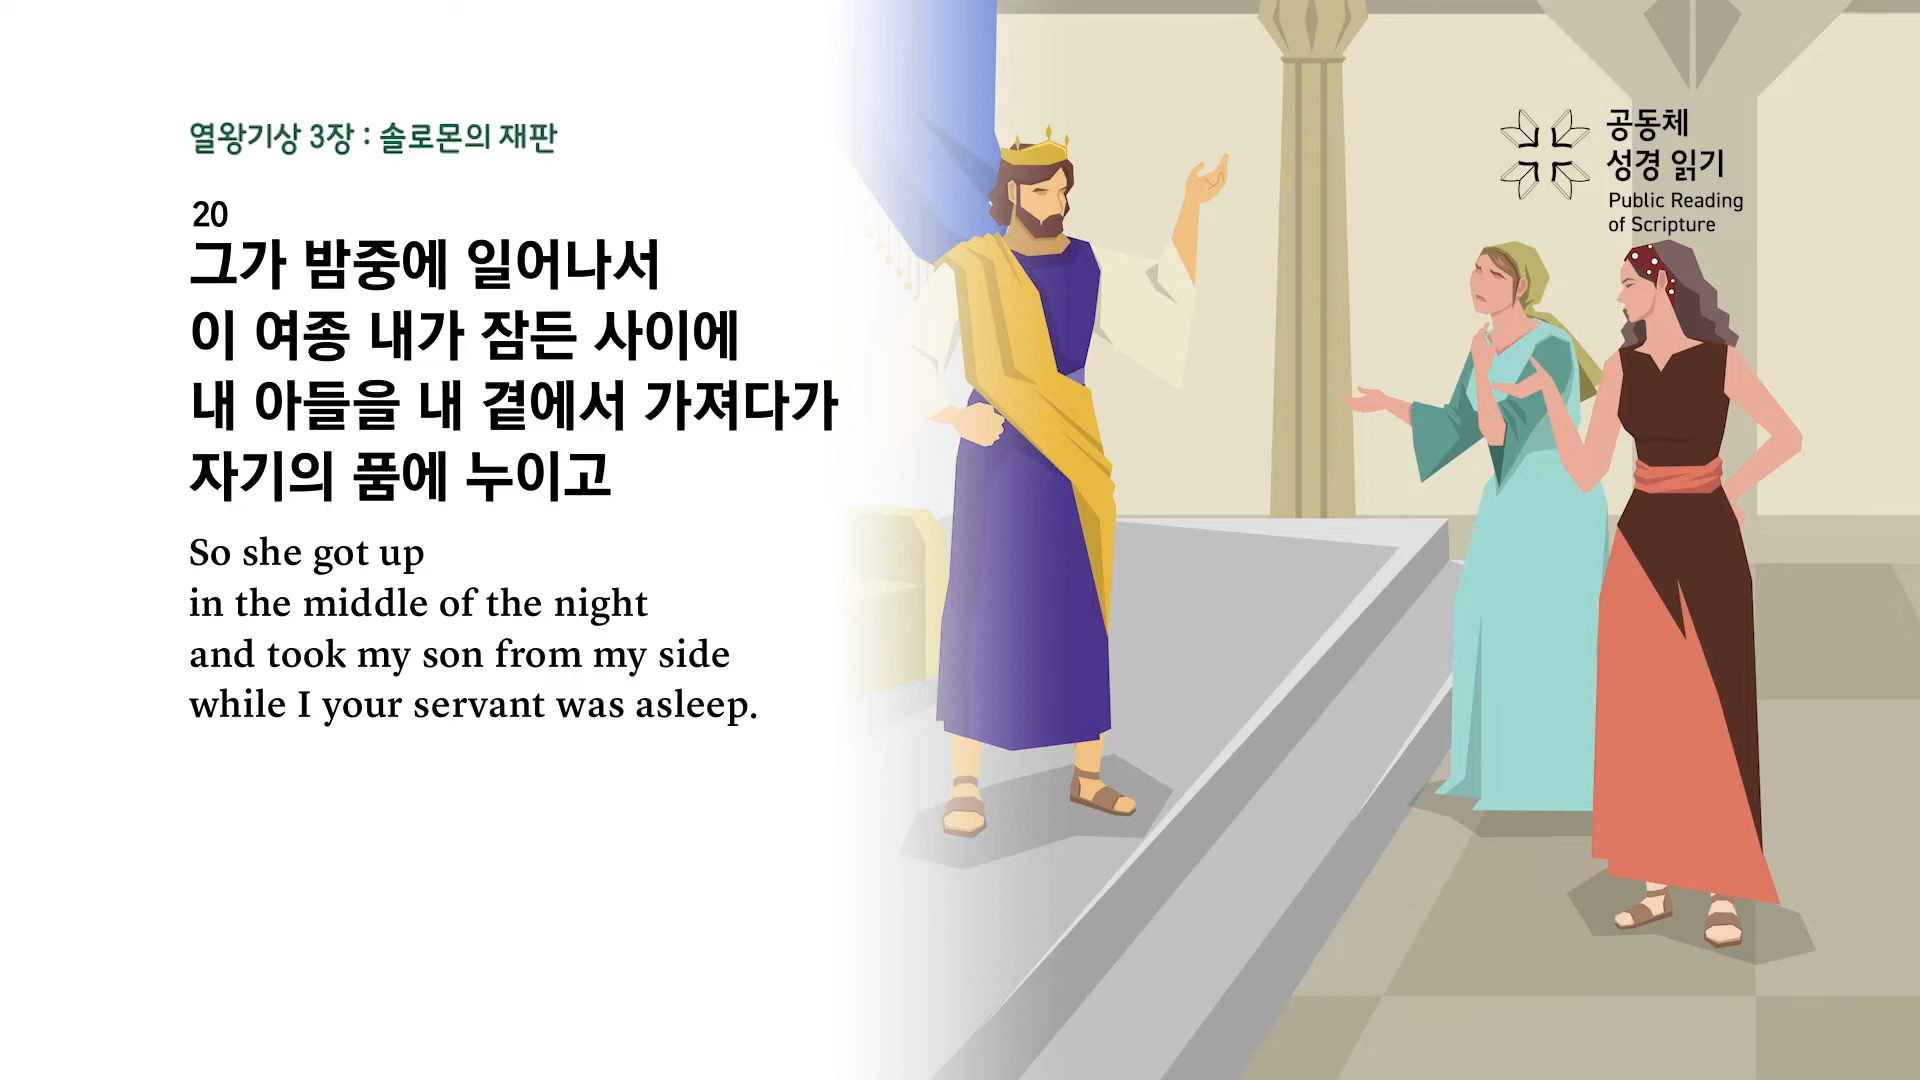 열왕기상 3장 : 솔로몬의 재판
20
그가 밤중에 일어나서
이 여종 내가 잠든 사이에
내 아들을 내 곁에서 가져다가
자기의 품에 누이고
So she got up
in the middle of the night
and took my son from my side
while I your servant was asleep.
공동체
성경 읽기
Public Reading
of Scripture